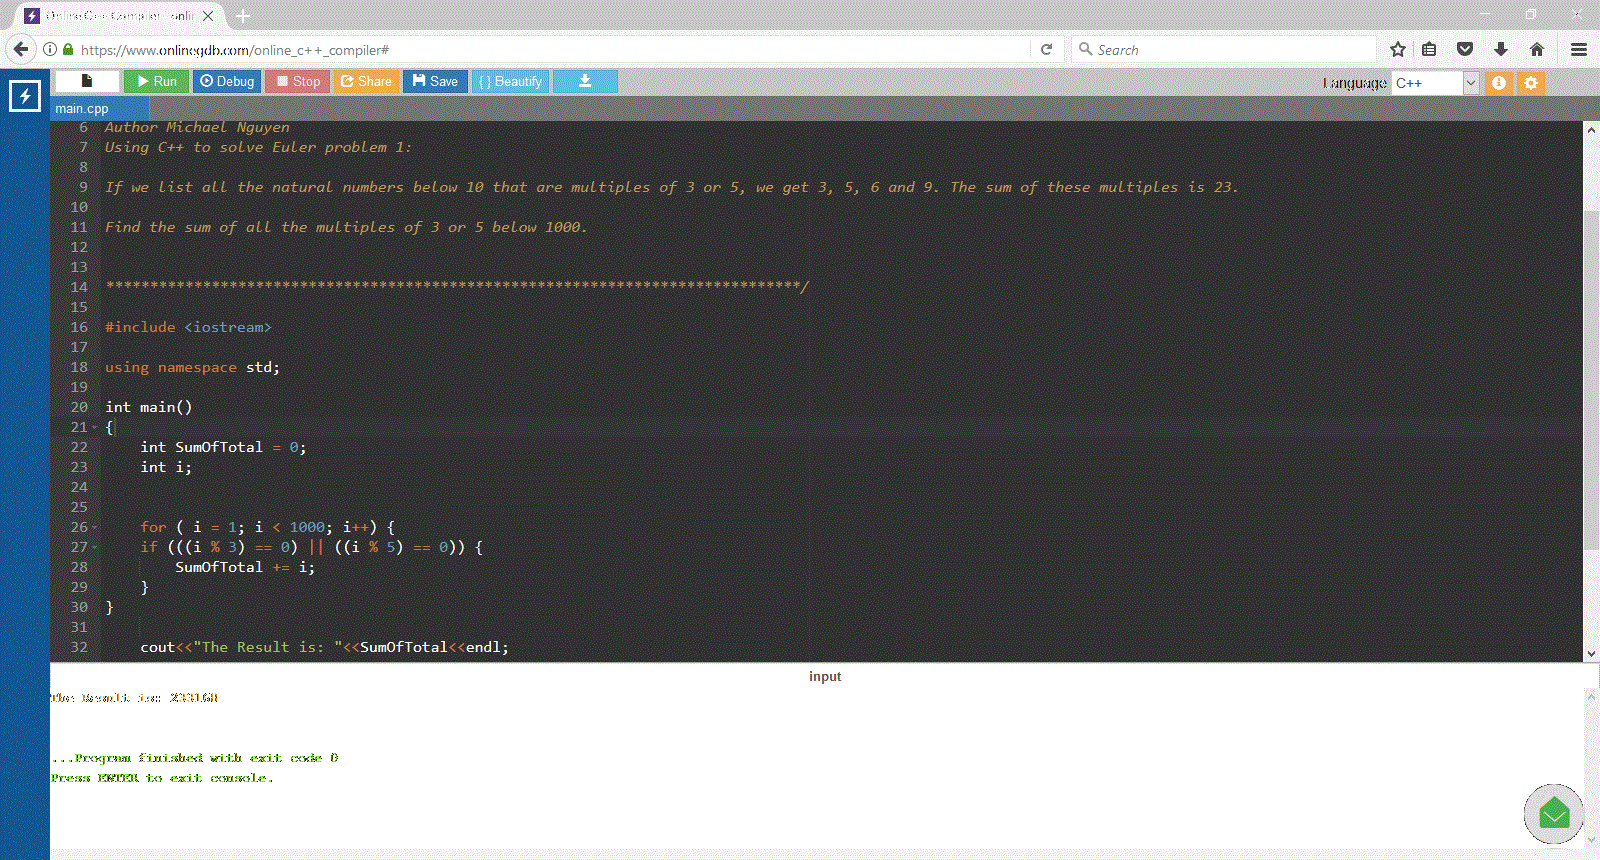 Online C++ Compiler - onlin
https://www.onlinegdb.com/online_c++_compiler#
Search
Run Debug Stop Share Save { } Beautify
Language C++
main.cpp
6 Author Michael Nguyen
7 Using C++ to solve Euler problem 1:
8
9 If we list all the natural numbers below 10 that are multiples of 3 or 5, we get 3, 5, 6 and 9. The sum of these multiples is 23.
10
11 Find the sum of all the multiples of 3 or 5 below 1000.
12
13
14 *******************************************************************************/
15
16 #include <iostream>
17
18 using namespace std;
19
20 int main()
21 {
22 int SumOfTotal = 0;
23 int i;
24
25
26 for ( i = 1; i < 1000; i++) {
27 if (((i % 3) == 0) || ((i % 5) == 0)) {
28 SumOfTotal += i;
29 }
30 }
31
32 cout<<"The Result is: "<<SumOfTotal<<endl;
input
The Result is: 233168
...Program finished with exit code 0
Press ENTER to exit console.